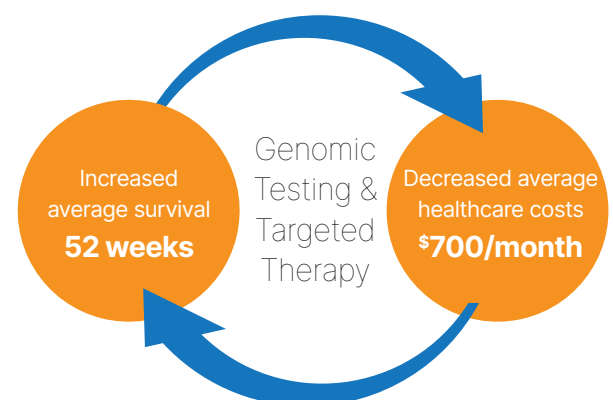 Increased
average survival
52 weeks
Genomic
Testing &
Targeted
Therapy
Decreased average
healthcare costs
$700/month